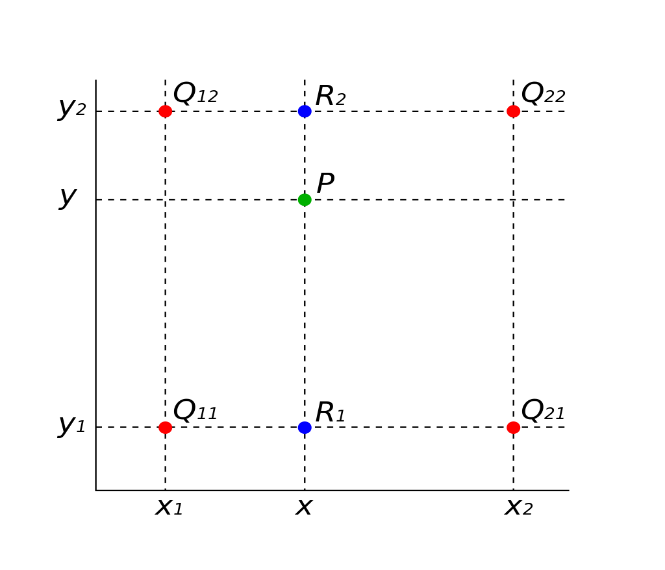 y₂ Q₁₂ R₂ Q₂₂
y P
y₁ Q₁₁ R₁ Q₂₁
x₁ x x₂